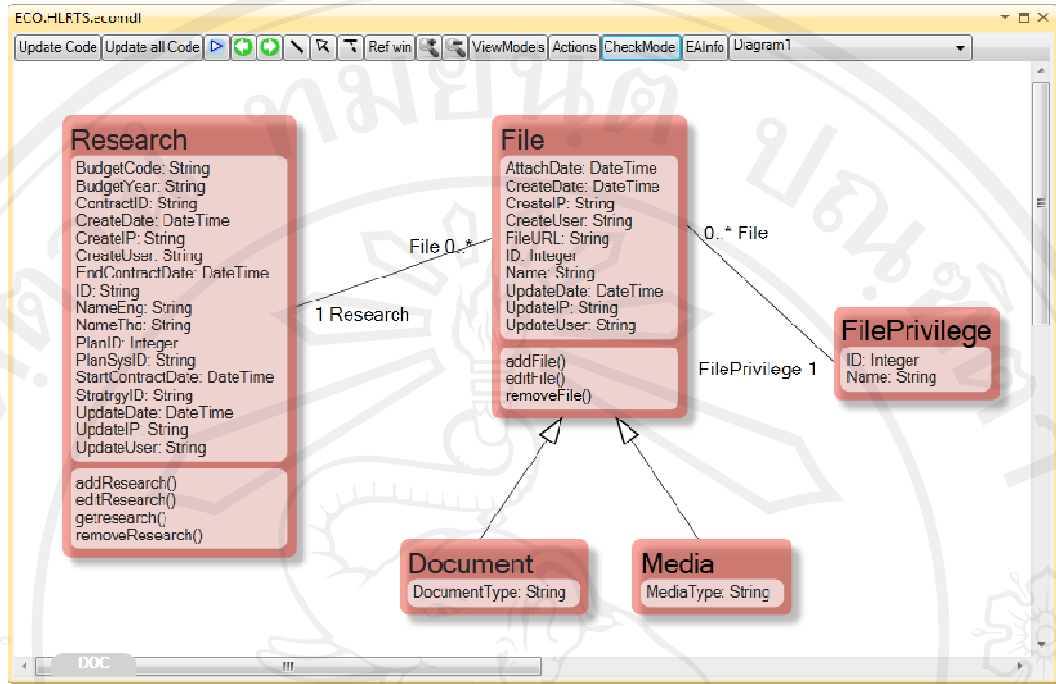 ECO.HLRTS.ecomdl
Update Code Update all Code Ref win ViewModels Actions CheckMode EAInfo Diagram1
Research
BudgetCode: String
BudgetYear: String
ContractID: String
CreateDate: DateTime
CreateIP: String
CreateUser: String
EndContractDate: DateTime
ID: String
NameEng: String
NameTha: String
PlanID: Integer
PlanSysID: String
StartContractDate: DateTime
StratrgyID: String
UpdateDate: DateTime
UpdateIP: String
UpdateUser: String
addResearch()
editResearch()
getresearch()
removeResearch()
File 0..*
1 Research
File
AttachDate: DateTime
CreateDate: DateTime
CreateIP: String
CreateUser: String
FileURL: String
ID: Integer
Name: String
UpdateDate: DateTime
UpdateIP: String
UpdateUser: String
addFile()
editFile()
removeFile()
0..* File
FilePrivilege 1
FilePrivilege
ID: Integer
Name: String
Document
DocumentType: String
Media
MediaType: String
DOC